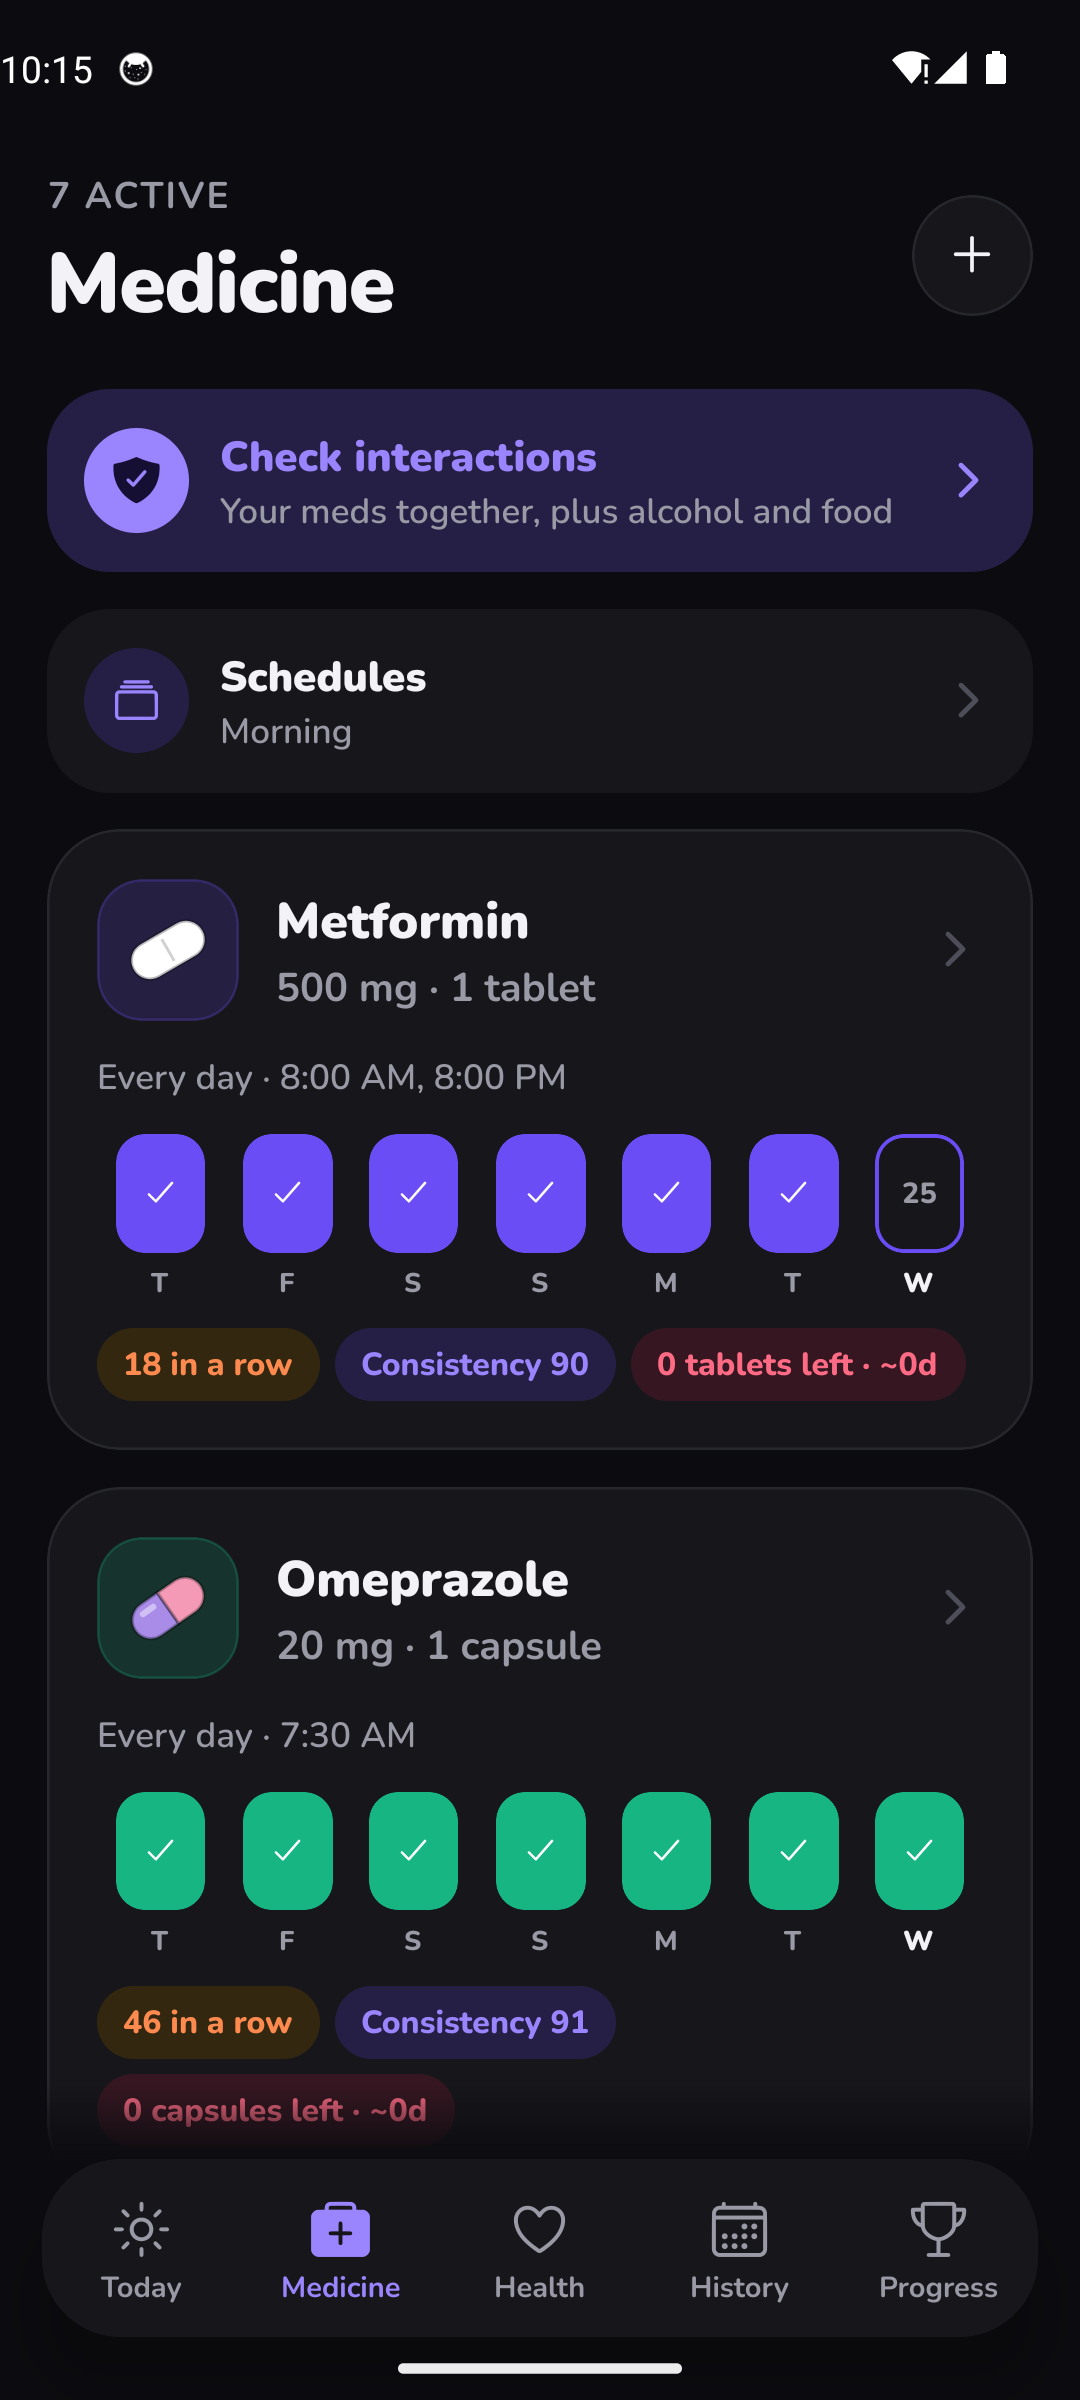 10:15
7 ACTIVE
Medicine
Check interactions
Your meds together, plus alcohol and food
Schedules
Morning
Metformin
500 mg · 1 tablet
Every day · 8:00 AM, 8:00 PM
25
T F S S M T W
18 in a row Consistency 90 0 tablets left · ~0d
Omeprazole
20 mg · 1 capsule
Every day · 7:30 AM
T F S S M T W
46 in a row Consistency 91
0 capsules left · ~0d
Today Medicine Health History Progress